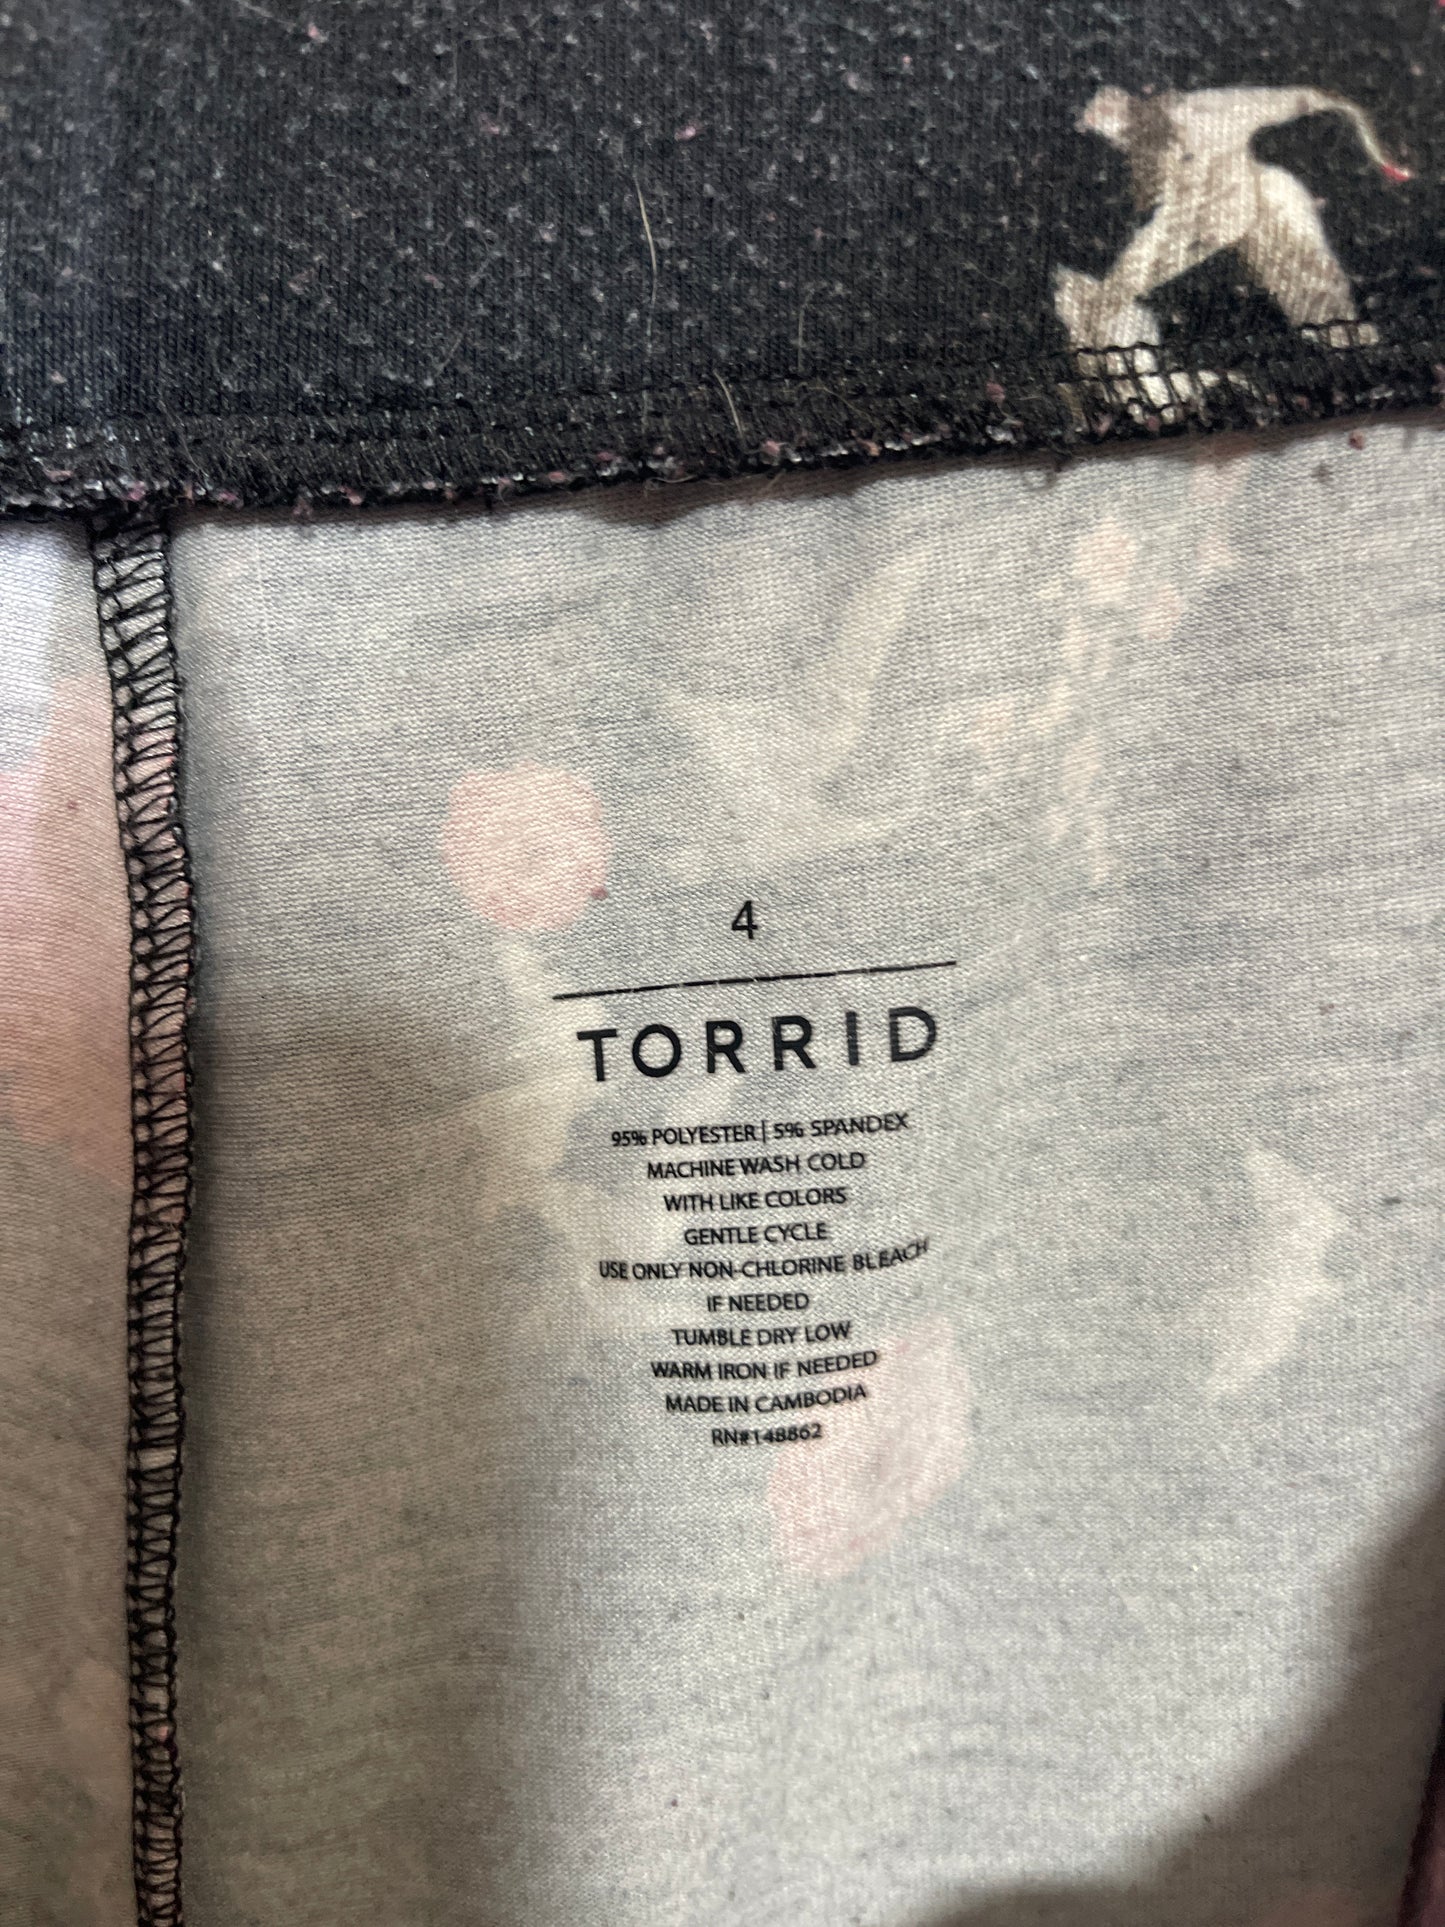 4
TORRID
95% POLYESTER | 5% SPANDEX
MACHINE WASH COLD
WITH LIKE COLORS
GENTLE CYCLE
USE ONLY NON-CHLORINE BLEACH
IF NEEDED
TUMBLE DRY LOW
WARM IRON IF NEEDED
MADE IN CAMBODIA
RN#148862